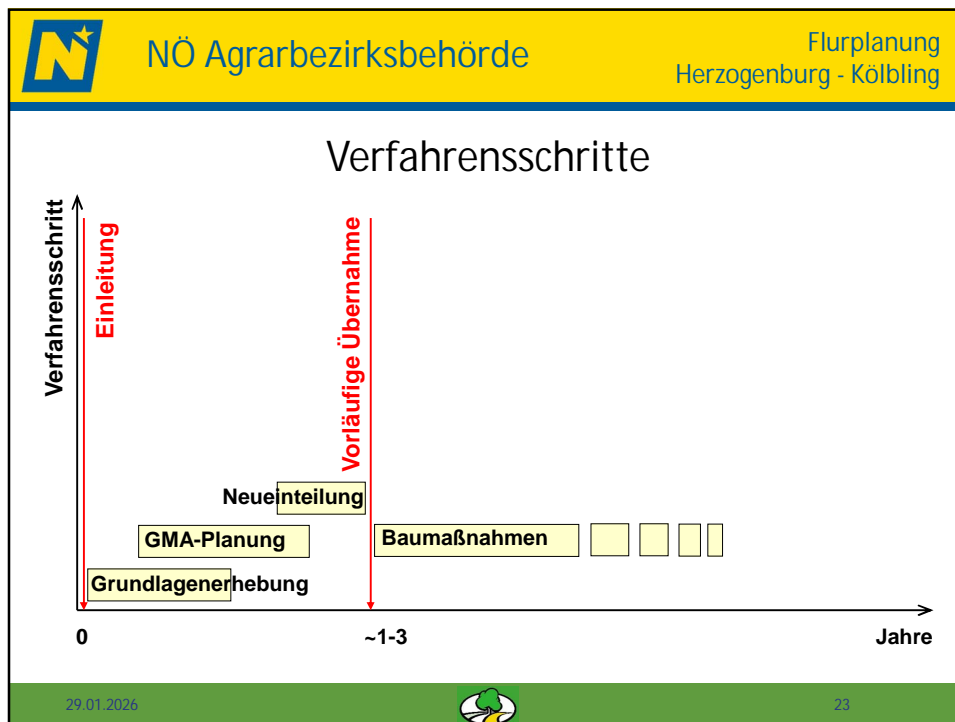 N
NÖ Agrarbezirksbehörde
Flurplanung
Herzogenburg - Kölbling
Verfahrensschritte
Verfahrensschritt
Einleitung
Vorläufige Übernahme
Neueinteilung
GMA-Planung
Baumaßnahmen
Grundlagenerhebung
0
~1-3
Jahre
29.01.2026
23